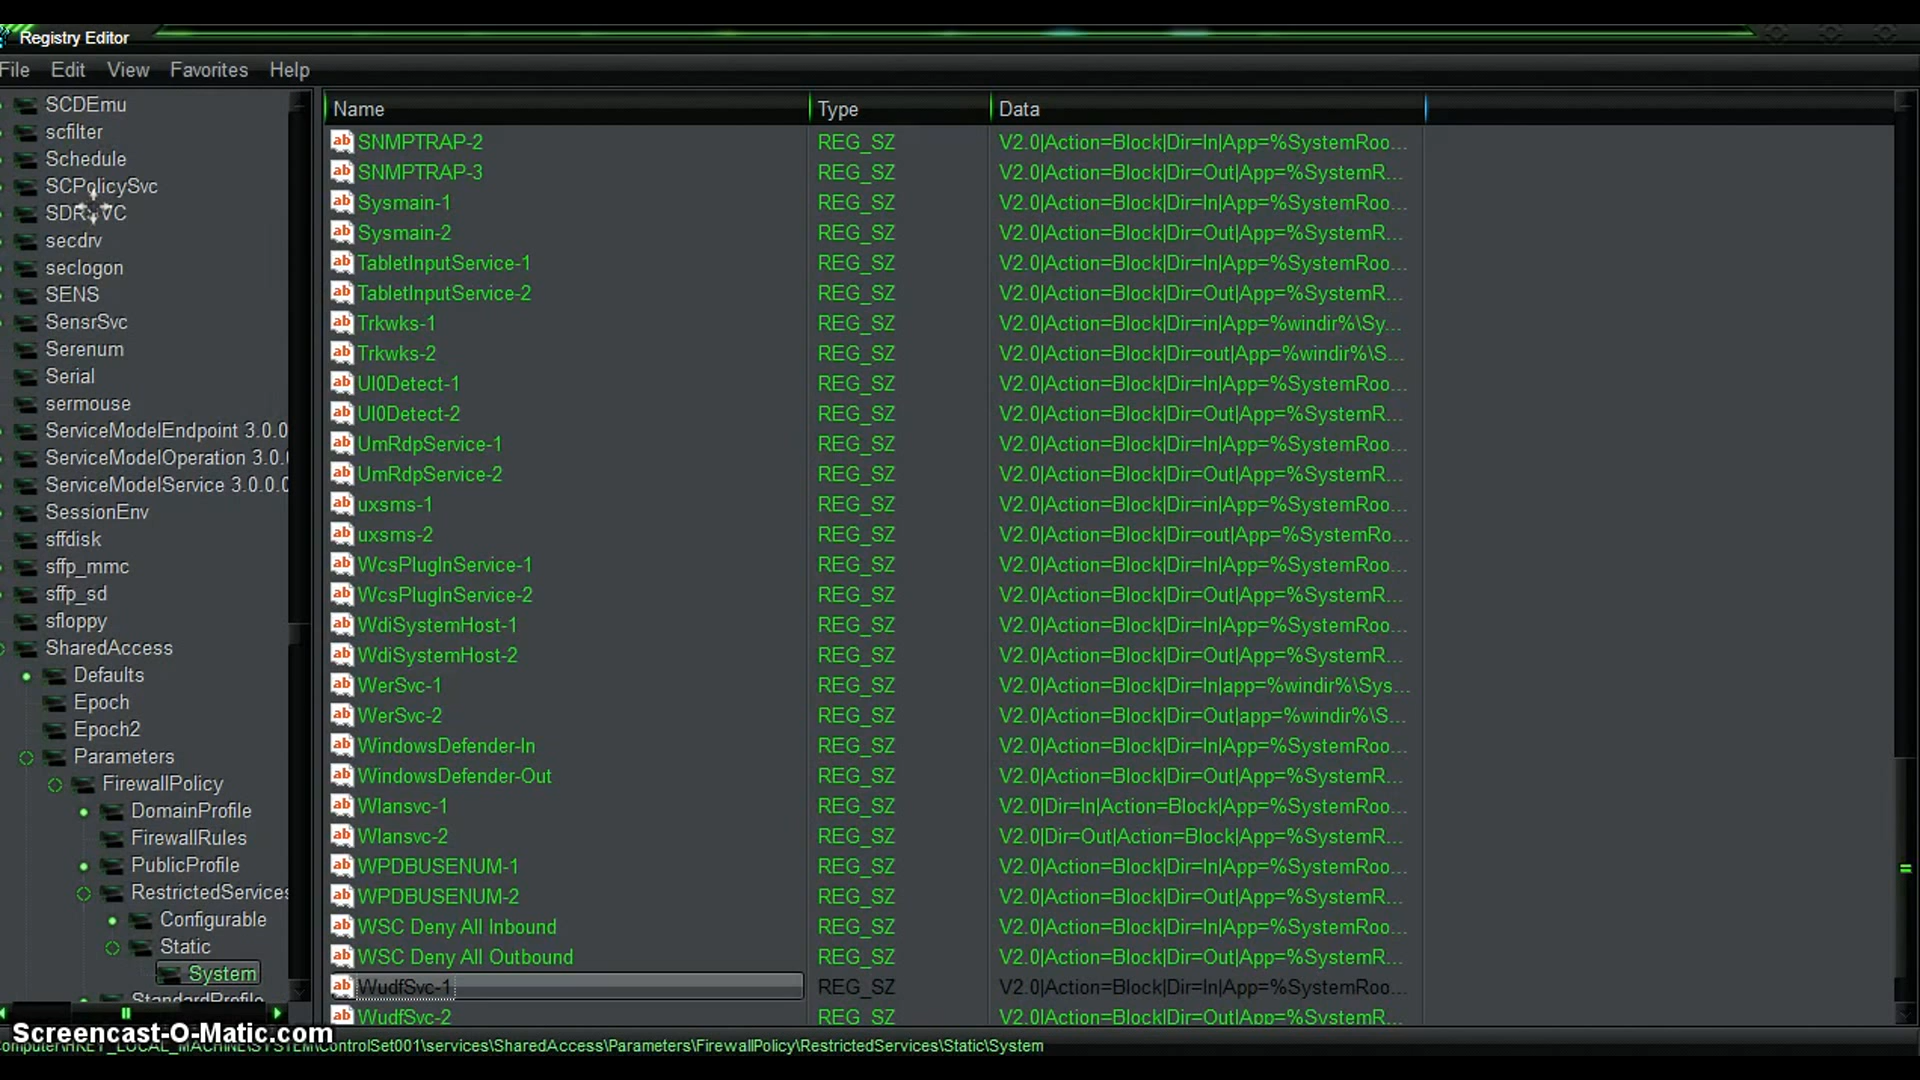 Registry Editor
File Edit View Favorites Help
SCDEmu
scfilter
Schedule
SCPolicySvc
SDRSVC
secdrv
seclogon
SENS
SensrSvc
Serenum
Serial
sermouse
ServiceModelEndpoint 3.0.0
ServiceModelOperation 3.0.
ServiceModelService 3.0.0.0
SessionEnv
sffdisk
sffp_mmc
sffp_sd
sfloppy
SharedAccess
Defaults
Epoch
Epoch2
Parameters
FirewallPolicy
DomainProfile
FirewallRules
PublicProfile
RestrictedServices
Configurable
Static
System
StandardProfile
Name Type Data
SNMPTRAP-2 REG_SZ V2.0|Action=Block|Dir=In|App=%SystemRoo...
SNMPTRAP-3 REG_SZ V2.0|Action=Block|Dir=Out|App=%SystemR...
Sysmain-1 REG_SZ V2.0|Action=Block|Dir=In|App=%SystemRoo...
Sysmain-2 REG_SZ V2.0|Action=Block|Dir=Out|App=%SystemR...
TabletInputService-1 REG_SZ V2.0|Action=Block|Dir=In|App=%SystemRoo...
TabletInputService-2 REG_SZ V2.0|Action=Block|Dir=Out|App=%SystemR...
Trkwks-1 REG_SZ V2.0|Action=Block|Dir=in|App=%windir%\Sy...
Trkwks-2 REG_SZ V2.0|Action=Block|Dir=out|App=%windir%\S...
UI0Detect-1 REG_SZ V2.0|Action=Block|Dir=In|App=%SystemRoo...
UI0Detect-2 REG_SZ V2.0|Action=Block|Dir=Out|App=%SystemR...
UmRdpService-1 REG_SZ V2.0|Action=Block|Dir=In|App=%SystemRoo...
UmRdpService-2 REG_SZ V2.0|Action=Block|Dir=Out|App=%SystemR...
uxsms-1 REG_SZ V2.0|Action=Block|Dir=in|App=%SystemRoo...
uxsms-2 REG_SZ V2.0|Action=Block|Dir=out|App=%SystemRo...
WcsPlugInService-1 REG_SZ V2.0|Action=Block|Dir=In|App=%SystemRoo...
WcsPlugInService-2 REG_SZ V2.0|Action=Block|Dir=Out|App=%SystemR...
WdiSystemHost-1 REG_SZ V2.0|Action=Block|Dir=In|App=%SystemRoo...
WdiSystemHost-2 REG_SZ V2.0|Action=Block|Dir=Out|App=%SystemR...
WerSvc-1 REG_SZ V2.0|Action=Block|Dir=In|app=%windir%\Sys...
WerSvc-2 REG_SZ V2.0|Action=Block|Dir=Out|app=%windir%\S...
WindowsDefender-In REG_SZ V2.0|Action=Block|Dir=In|App=%SystemRoo...
WindowsDefender-Out REG_SZ V2.0|Action=Block|Dir=Out|App=%SystemR...
Wlansvc-1 REG_SZ V2.0|Dir=In|Action=Block|App=%SystemRoo...
Wlansvc-2 REG_SZ V2.0|Dir=Out|Action=Block|App=%SystemR...
WPDBUSENUM-1 REG_SZ V2.0|Action=Block|Dir=In|App=%SystemRoo...
WPDBUSENUM-2 REG_SZ V2.0|Action=Block|Dir=Out|App=%SystemR...
WSC Deny All Inbound REG_SZ V2.0|Action=Block|Dir=In|App=%SystemRoo...
WSC Deny All Outbound REG_SZ V2.0|Action=Block|Dir=Out|App=%SystemR...
WudfSvc-1 REG_SZ V2.0|Action=Block|Dir=In|App=%SystemRoo...
WudfSvc-2 REG_SZ V2.0|Action=Block|Dir=Out|App=%SystemR...
Screencast-O-Matic.com
omputer\HKEY_LOCAL_MACHINE\SYSTEM\ControlSet001\services\SharedAccess\Parameters\FirewallPolicy\RestrictedServices\Static\System